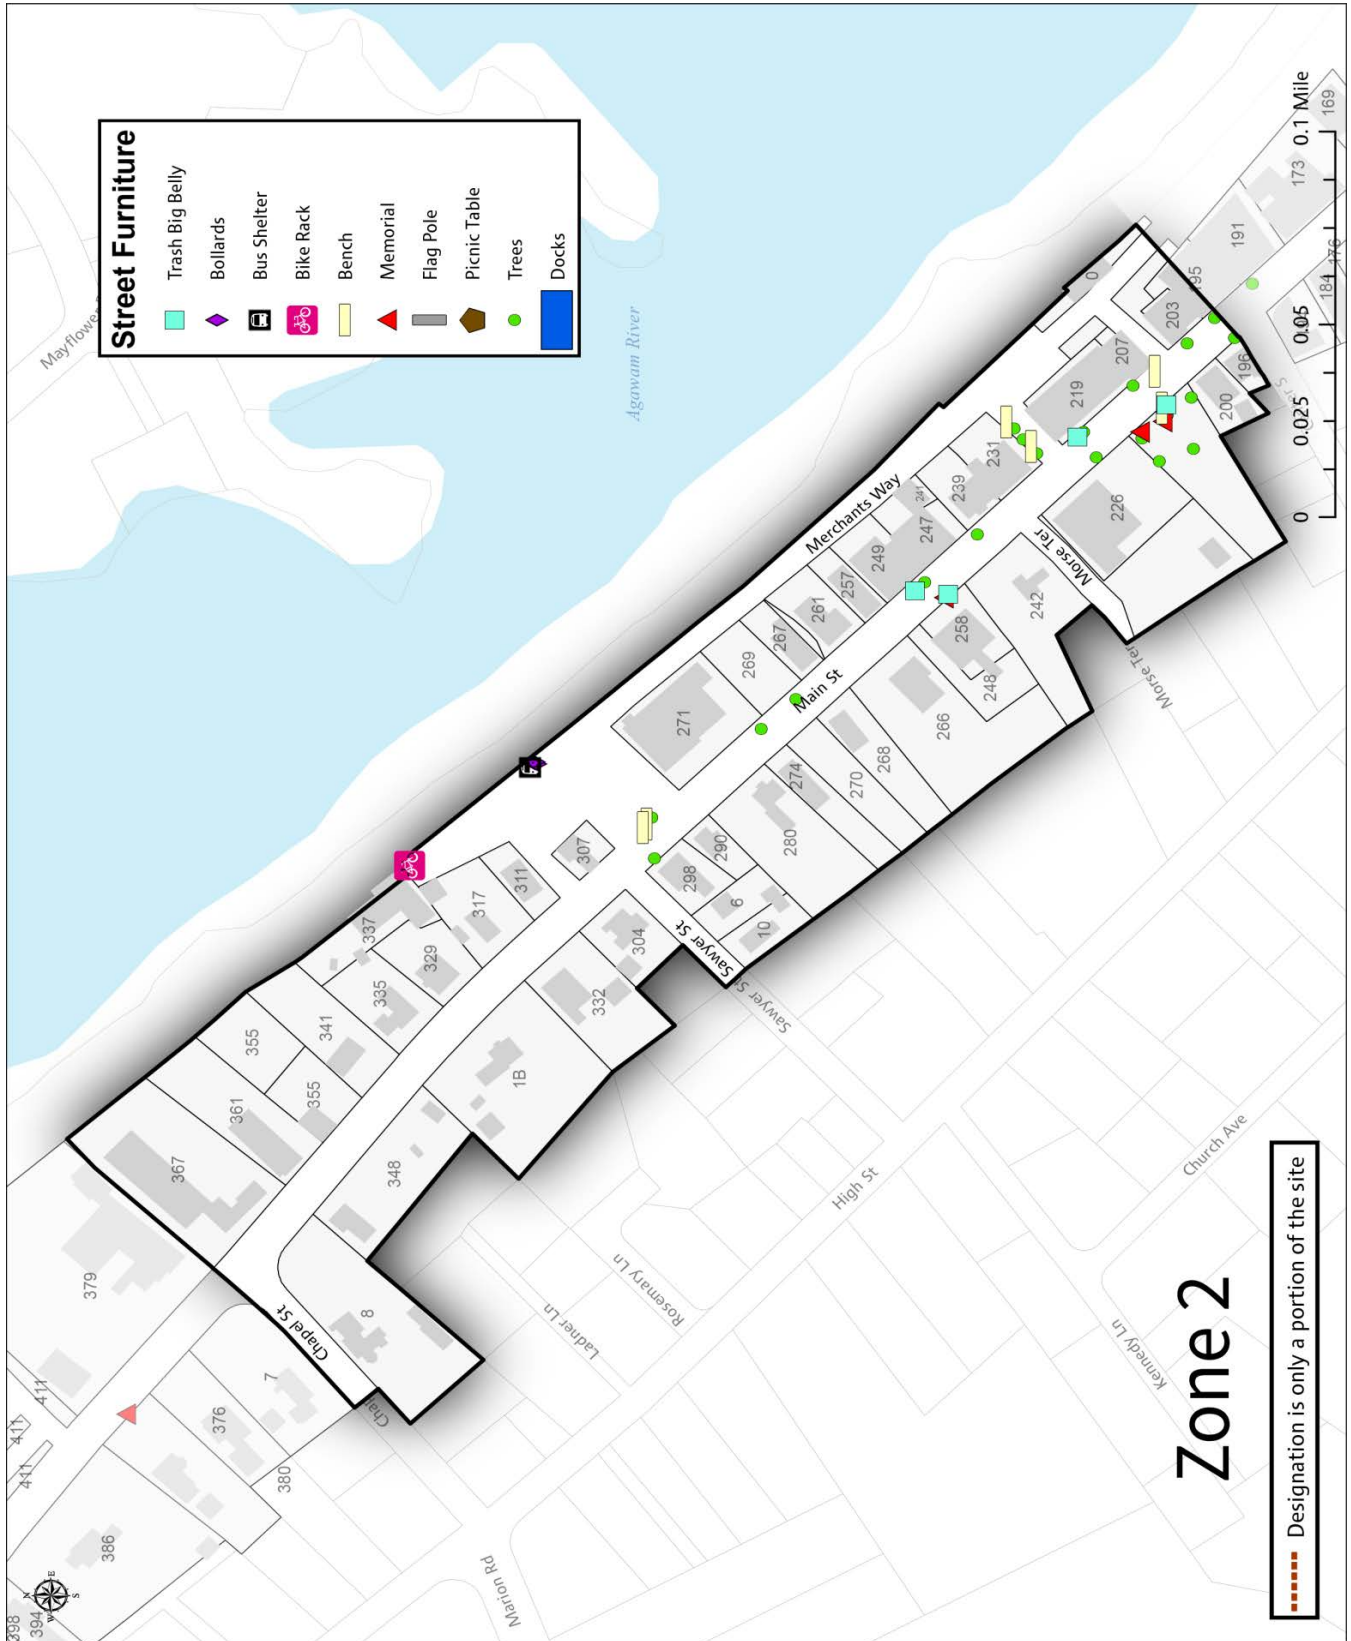 Street Furniture
Trash Big Belly
Bollards
Bus Shelter
Bike Rack
Bench
Memorial
Flag Pole
Picnic Table
Trees
Docks
Agawam River
Merchants Way
Main St
Morse Ter
Morse Ter
Sawyer St
Sawyer St
Chapel St
High St
Church Ave
Rosemary Ln
Ladner Ln
Kennedy Ln
Marion Rd
398
394
386
411
411
411
380
376
7
379
8
367
361
355
355
348
341
335
337
329
317
311
307
1B
332
304
298
290
6
10
280
274
270
268
266
271
269
267
261
257
249
247
241
239
231
248
258
242
226
219
207
203
195
0
200
196
191
184
176
173
169
0
0.025
0.05
0.1 Mile
N
E
S
W
Zone 2
Designation is only a portion of the site